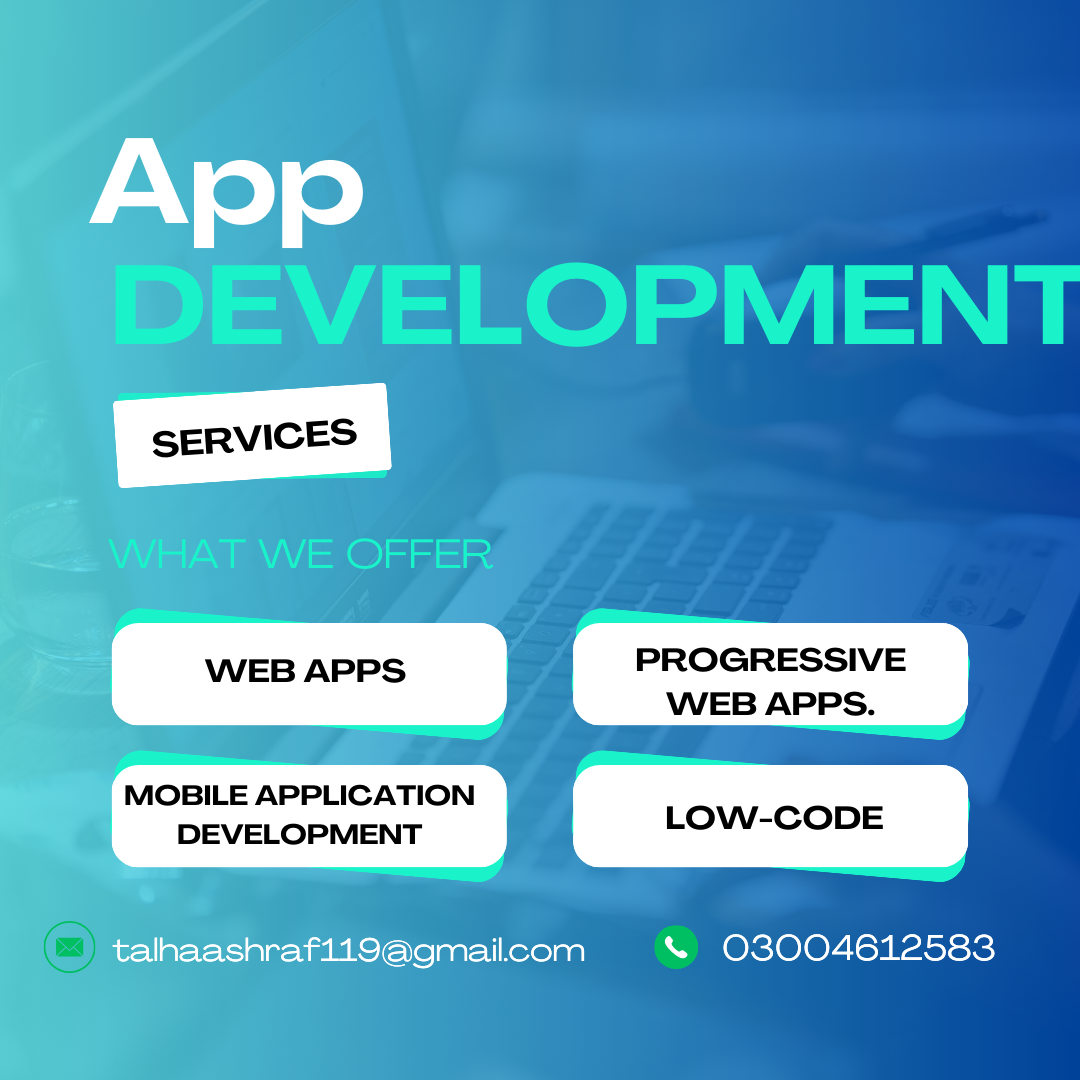 App
DEVELOPMENT
SERVICES
WHAT WE OFFER
WEB APPS
PROGRESSIVE
WEB APPS.
MOBILE APPLICATION
DEVELOPMENT
LOW-CODE
talhaashraf119@gmail.com
03004612583